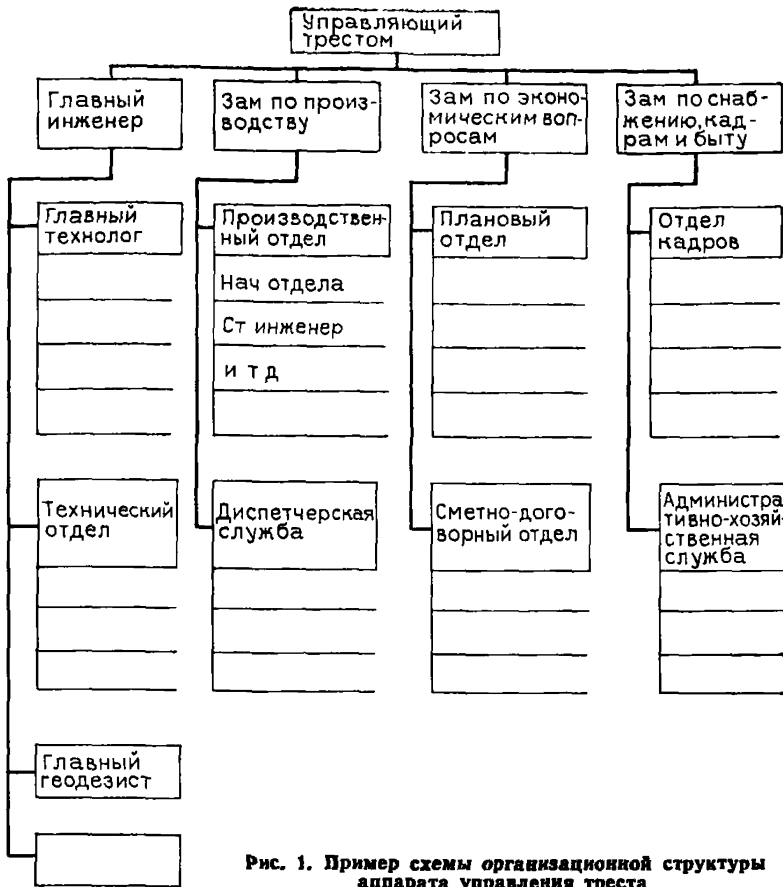 Управляющий
трестом
Главный
инженер
Зам по произ-
водству
Зам по эконо-
мическим воп-
росам
Зам по снаб-
жению, кад-
рам и быту
Главный
технолог
Производствен-
ный отдел
Нач отдела
Ст инженер
и т д
Плановый
отдел
Отдел
кадров
Технический
отдел
Диспетчерская
служба
Сметно-дого-
ворный отдел
Администра-
тивно-хозяй-
ственная
служба
Главный
геодезист
Рис. 1. Пример схемы организационной структуры
аппарата управления треста